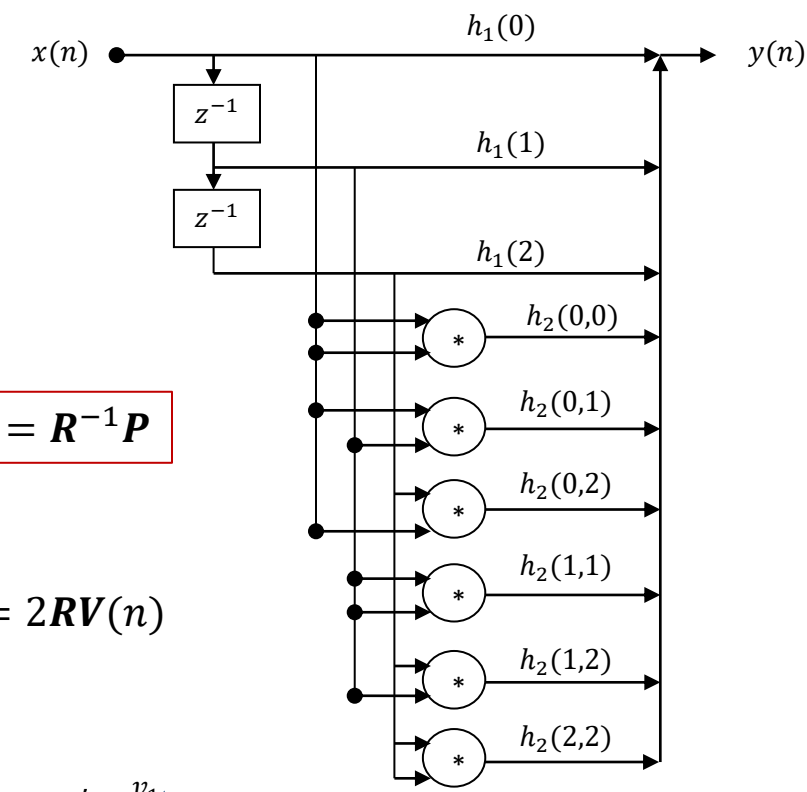 h₁(0)
x(n) y(n)
z⁻¹
h₁(1)
z⁻¹
h₁(2)
h₂(0,0)
*
= R⁻¹P
h₂(0,1)
*
h₂(0,2)
*
h₂(1,1)
*
= 2RV(n)
h₂(1,2)
*
h₂(2,2)
*